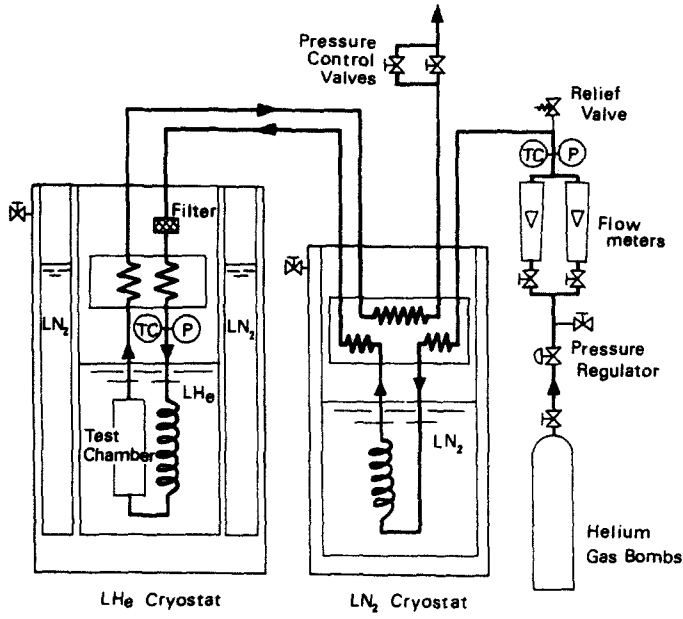 Pressure
Control
Valves
Relief
Valve
TC
P
Filter
Flow
meters
LN2
TC
P
LN2
Pressure
Regulator
LHe
Test
Chamber
LN2
Helium
Gas Bombs
LHe Cryostat
LN2 Cryostat